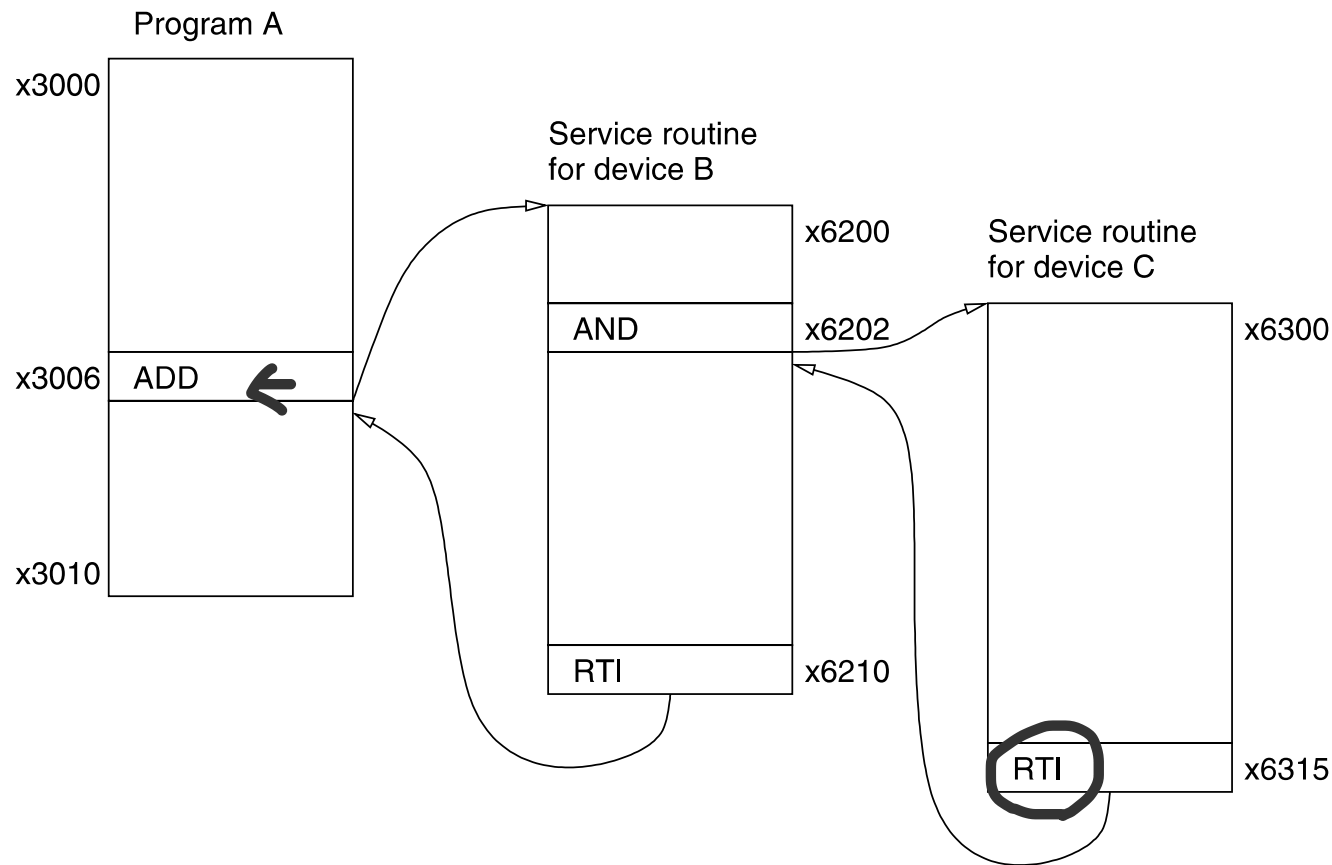 Program A
x3000
Service routine
for device B
x6200
Service routine
for device C
AND
x6202
x6300
x3006
ADD
x3010
RTI
x6210
RTI
x6315